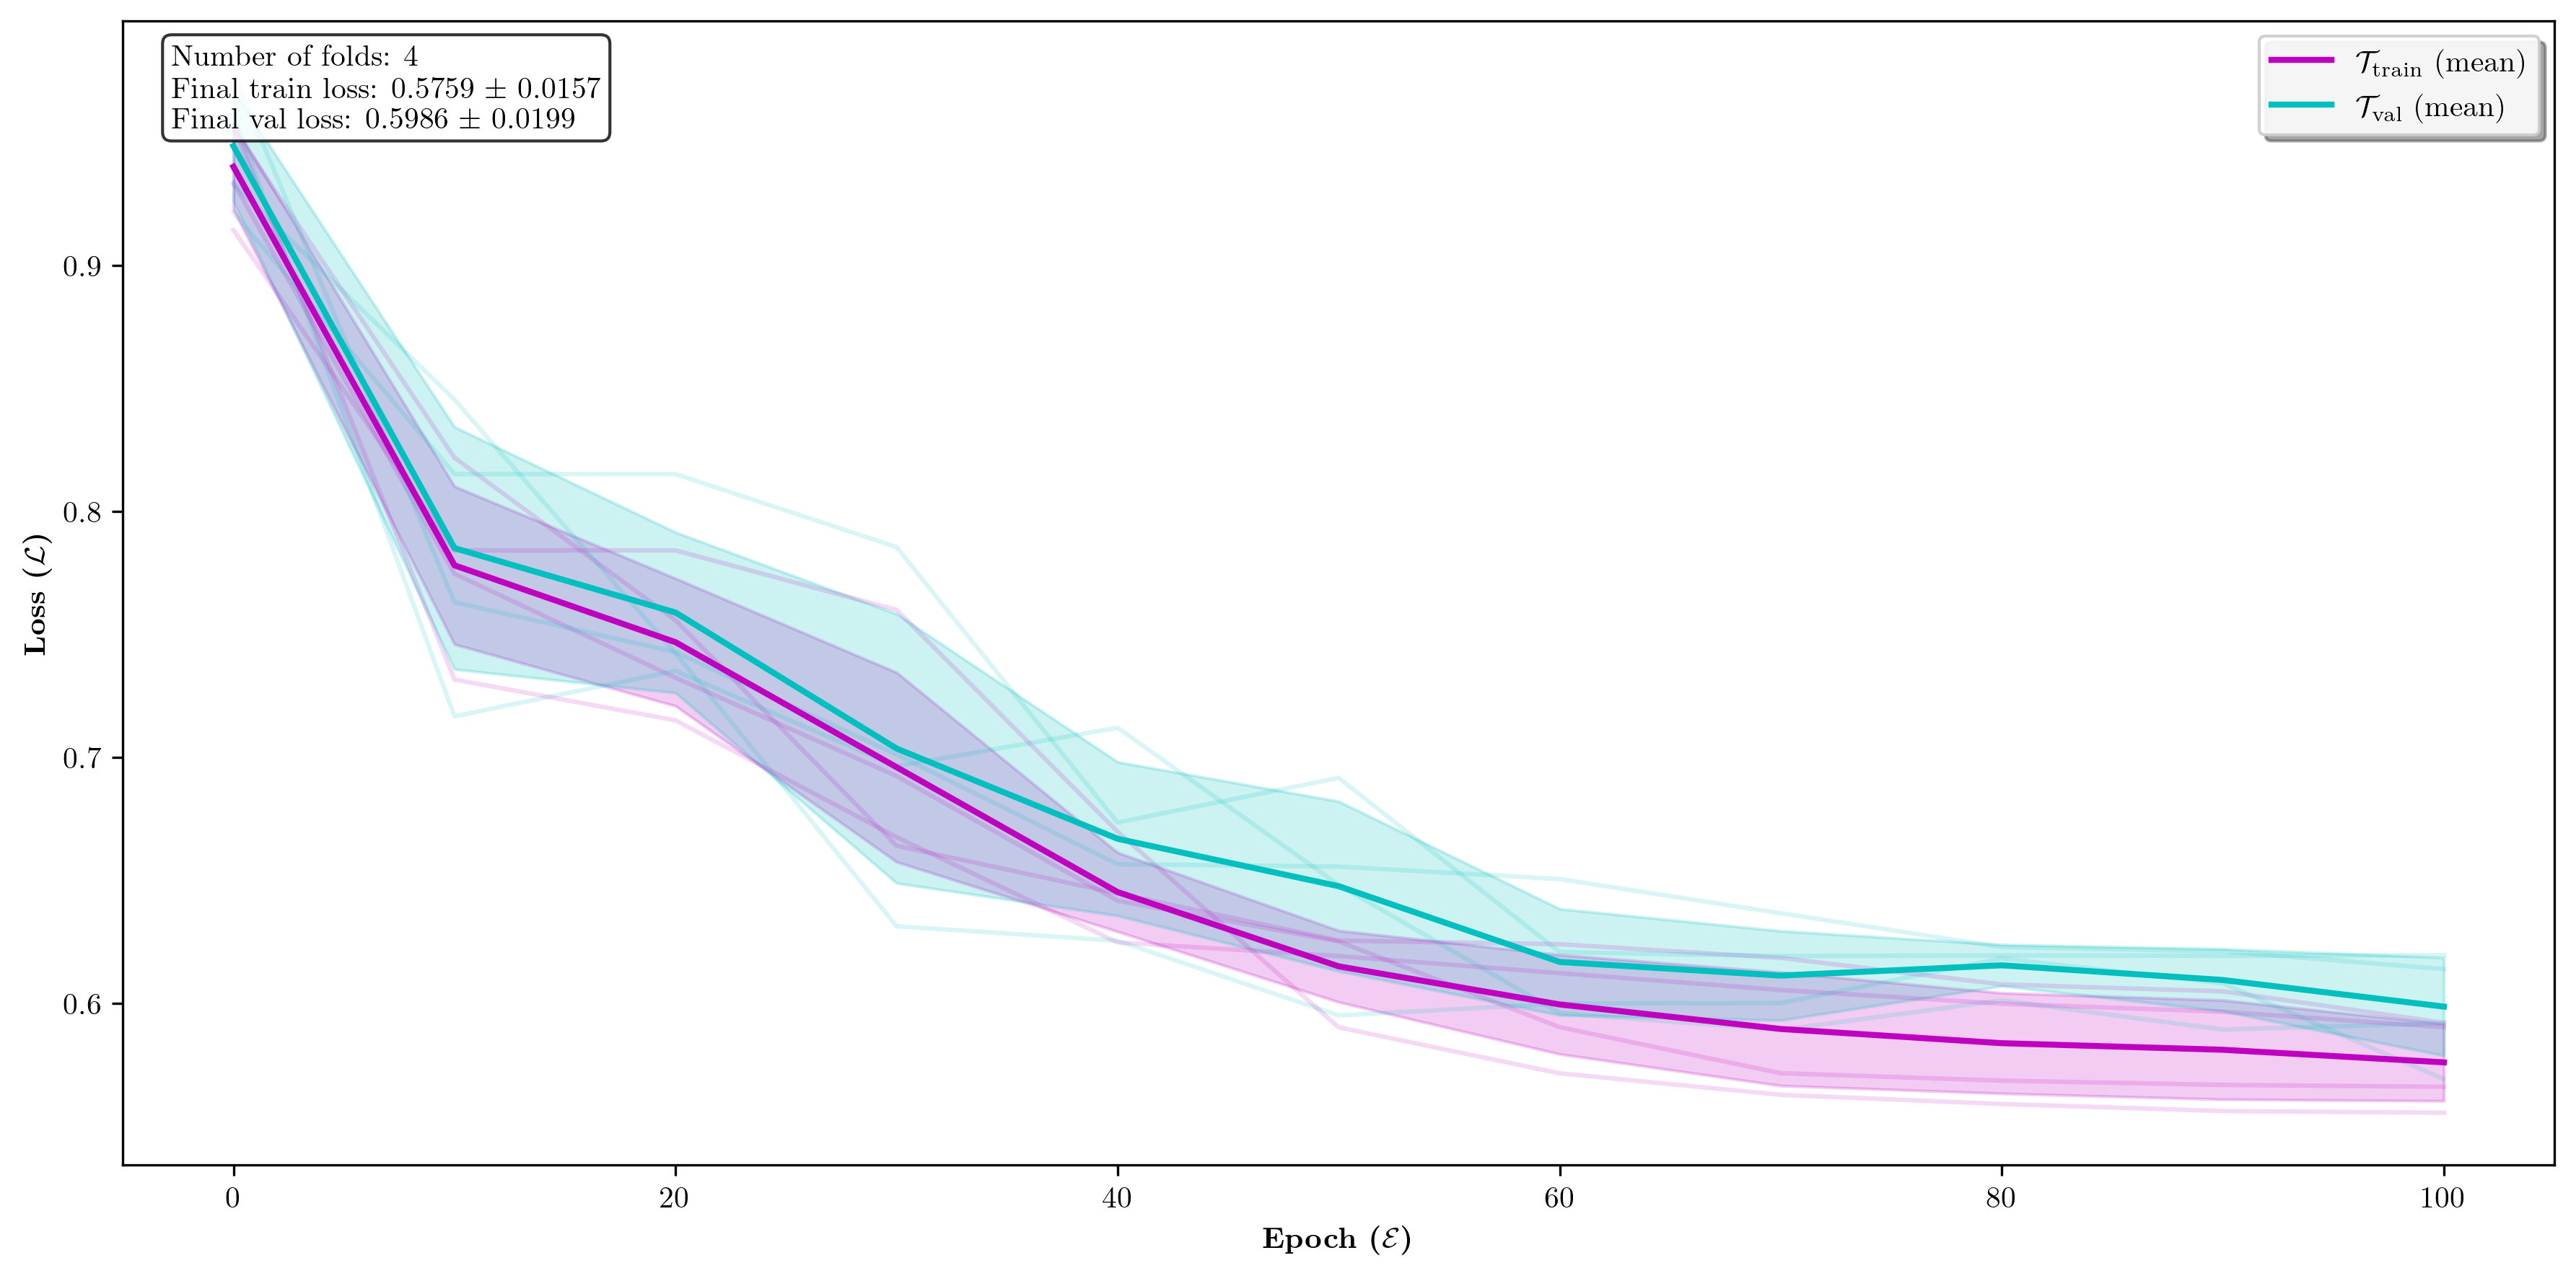 Number of folds: 4
Final train loss: 0.5759 ± 0.0157
Final val loss: 0.5986 ± 0.0199
𝒯train (mean)
𝒯val (mean)
Loss (ℒ)
0.9
0.8
0.7
0.6
0 20 40 60 80 100
Epoch (ℰ)